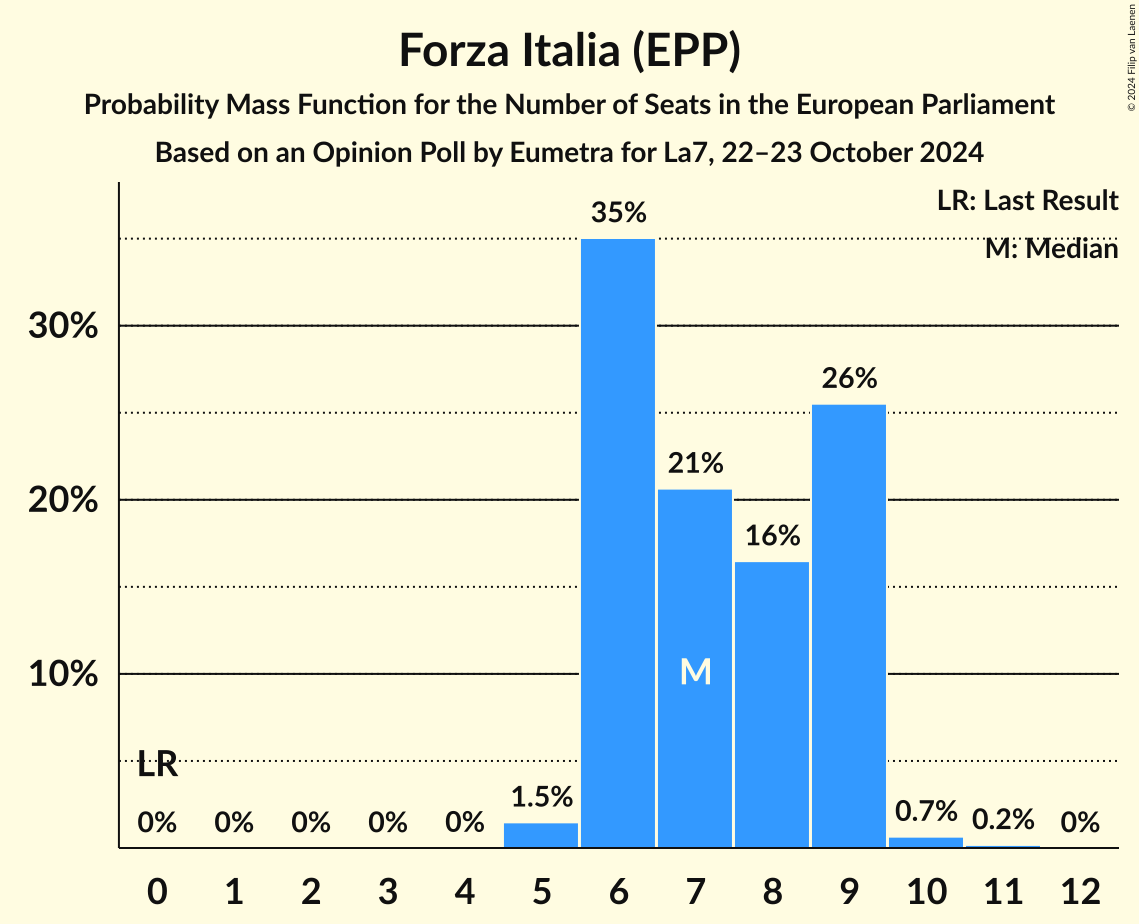 Forza Italia (EPP)
Probability Mass Function for the Number of Seats in the European Parliament
Based on an Opinion Poll by Eumetra for La7, 22–23 October 2024
© 2024 Filip van Laenen
LR: Last Result
M: Median
35%
30%
26%
21%
20%
16%
10%
M
LR
0% 0% 0% 0% 0% 1.5% 0.7% 0.2% 0%
0 1 2 3 4 5 6 7 8 9 10 11 12